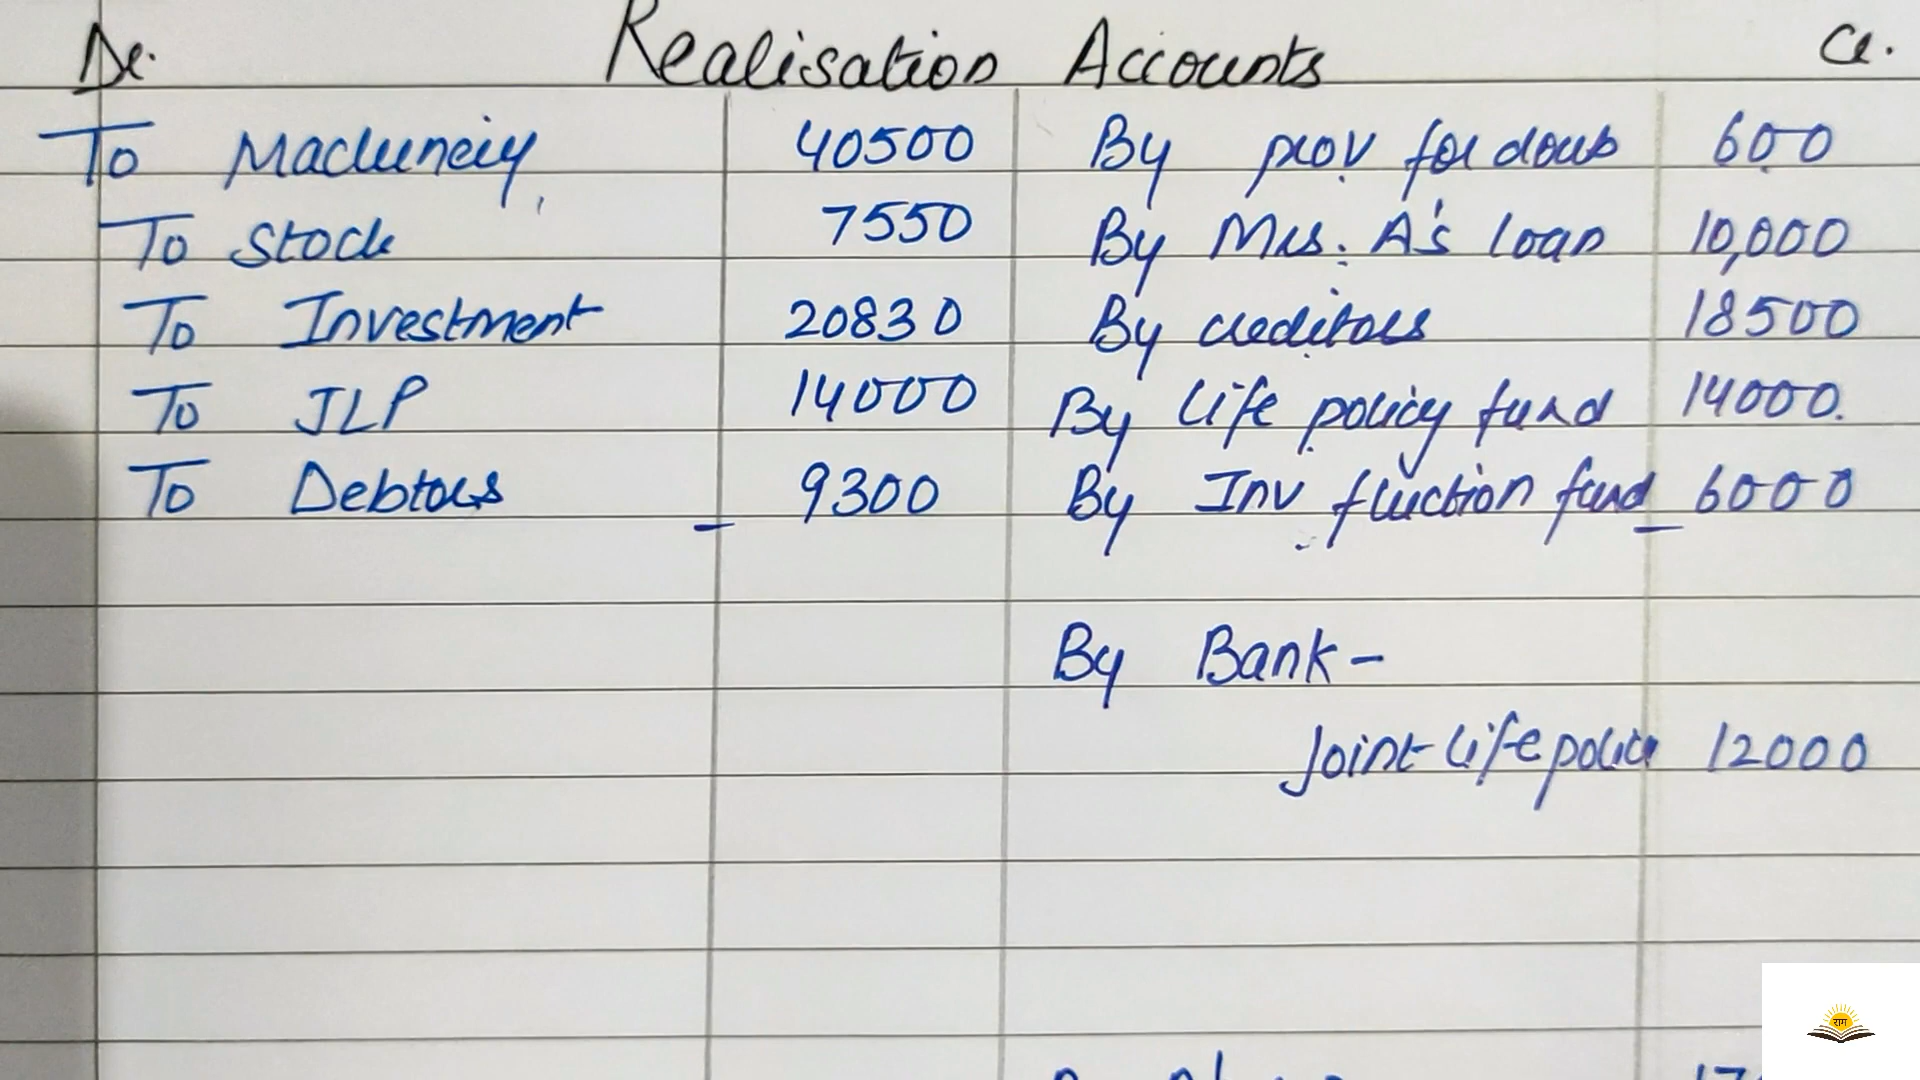 Dr. Realisation Accounts Cr.
To Machinery 40500 By prov for doub 600
To Stock 7550 By Mrs. A's loan 10,000
To Investment 20830 By creditors 18500
To JLP 14000 By life policy fund 14000.
To Debtors 9300 By Inv fluction fund 6000
By Bank -
Joint life policy 12000
राग